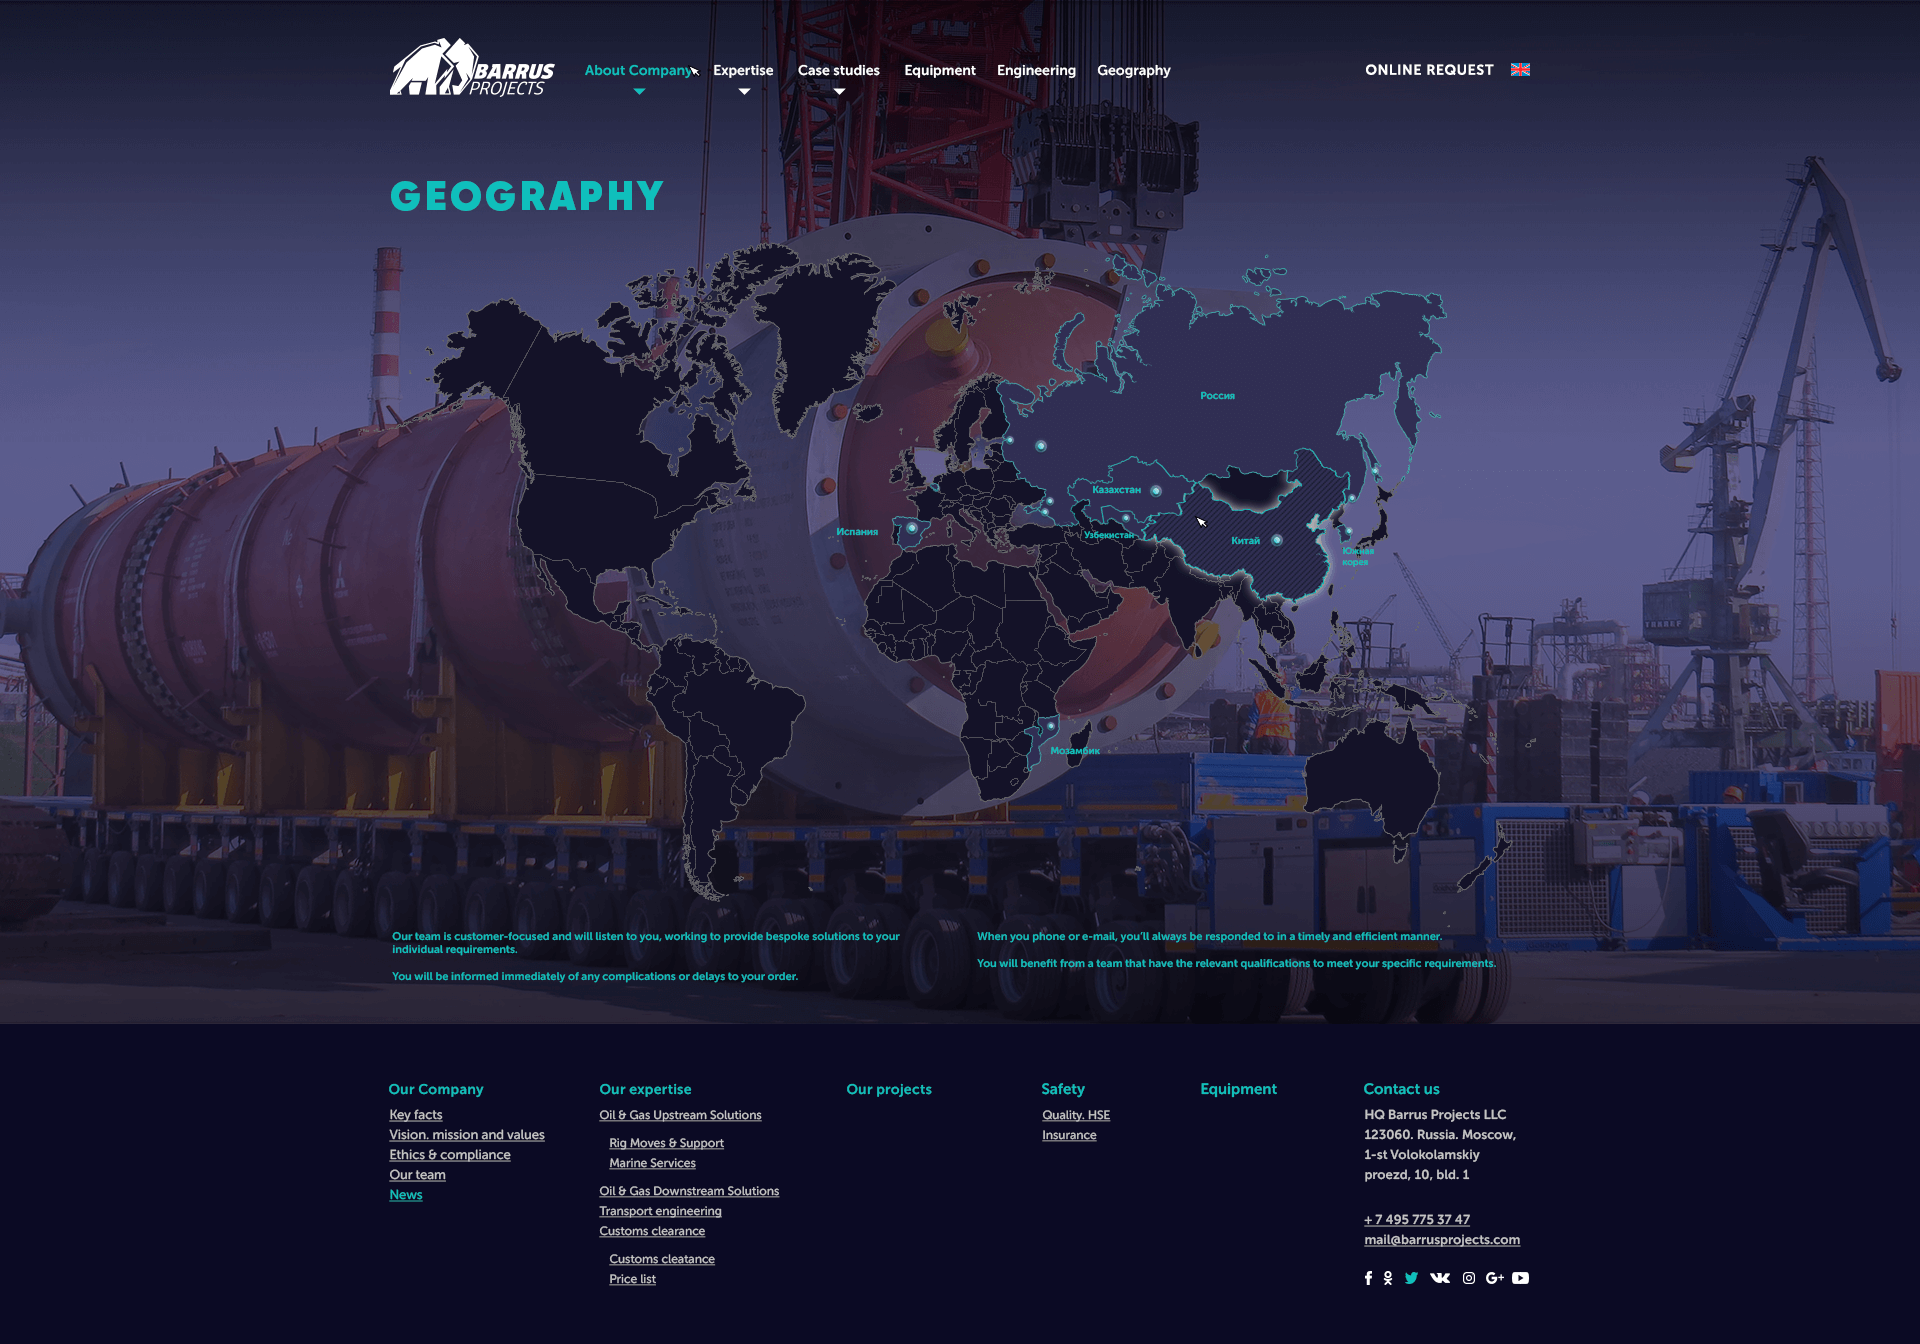 BARRUS
PROJECTS
About Company
Expertise
Case studies
Equipment
Engineering
Geography
ONLINE REQUEST
GEOGRAPHY
Россия
Казахстан
Испания
Узбекистан
Китай
Южная
корея
Мозамбик
Our team is customer-focused and will listen to you, working to provide bespoke solutions to your
individual requirements.
You will be informed immediately of any complications or delays to your order.
When you phone or e-mail, you'll always be responded to in a timely and efficient manner.
You will benefit from a team that have the relevant qualifications to meet your specific requirements.
Our Company
Key facts
Vision. mission and values
Ethics & compliance
Our team
News
Our expertise
Oil & Gas Upstream Solutions
Rig Moves & Support
Marine Services
Oil & Gas Downstream Solutions
Transport engineering
Customs clearance
Customs cleatance
Price list
Our projects
Safety
Quality. HSE
Insurance
Equipment
Contact us
HQ Barrus Projects LLC
123060. Russia. Moscow,
1-st Volokolamskiy
proezd, 10, bld. 1
+ 7 495 775 37 47
mail@barrusprojects.com